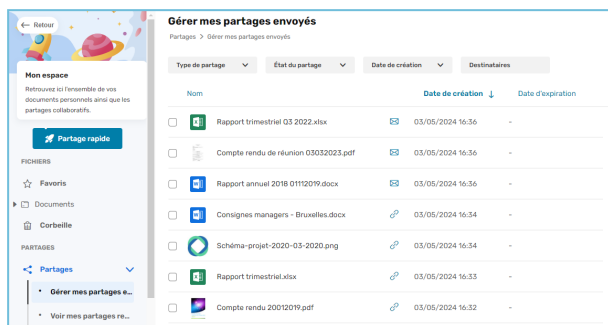 ← Retour
Mon espace
Retrouvez ici l'ensemble de vos
documents personnels ainsi que les
partages collaboratifs.
Partage rapide
FICHIERS
Favoris
Documents
Corbeille
PARTAGES
Partages
Gérer mes partages e...
Voir mes partages re...
Gérer mes partages envoyés
Partages > Gérer mes partages envoyés
Type de partage État du partage Date de création Destinataires
Nom Date de création ↓ Date d'expiration
Rapport trimestriel Q3 2022.xlsx 03/05/2024 16:36 -
Compte rendu de réunion 03032023.pdf 03/05/2024 16:36 -
Rapport annuel 2018 01112019.docx 03/05/2024 16:36 -
Consignes managers - Bruxelles.docx 03/05/2024 16:34 -
Schéma-projet-2020-03-2020.png 03/05/2024 16:34 -
Rapport trimestriel.xlsx 03/05/2024 16:33 -
Compte rendu 20012019.pdf 03/05/2024 16:32 -